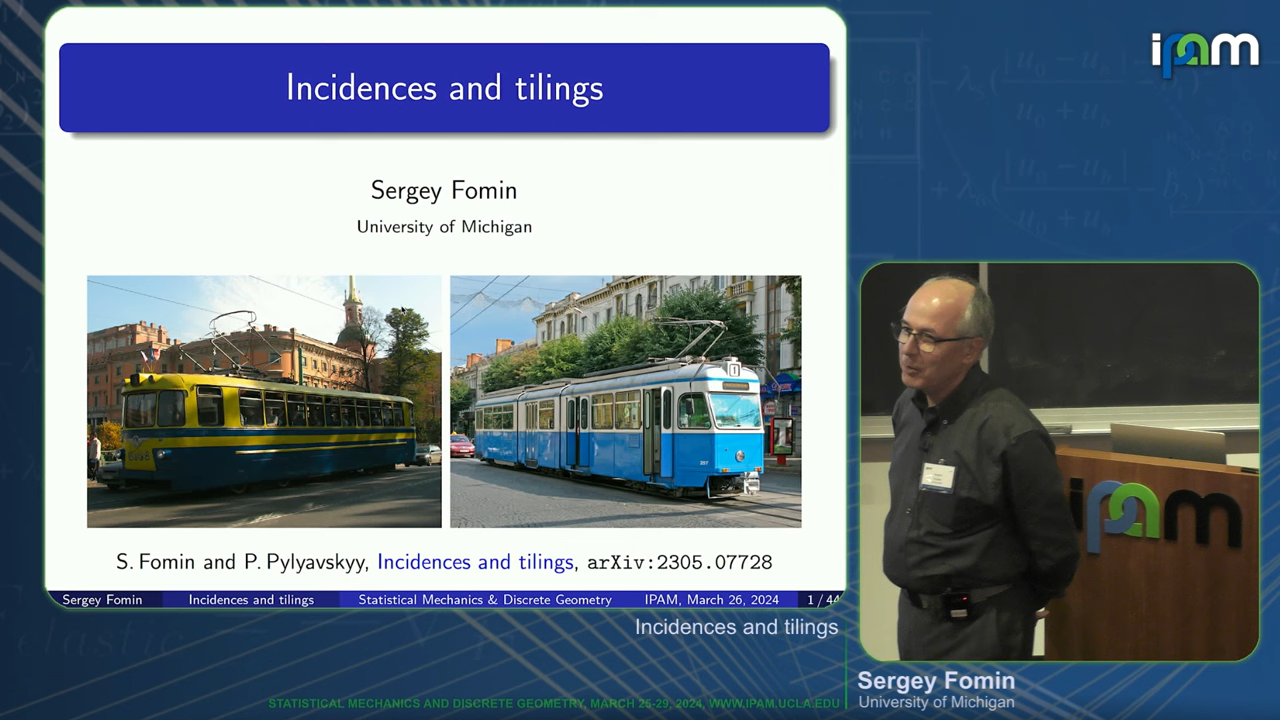 Incidences and tilings
Sergey Fomin
University of Michigan
S. Fomin and P. Pylyavskyy, Incidences and tilings, arXiv:2305.07728
Sergey Fomin Incidences and tilings Statistical Mechanics & Discrete Geometry IPAM, March 26, 2024 1 / 44
ipam
ipam
Incidences and tilings
Sergey Fomin
University of Michigan
STATISTICAL MECHANICS AND DISCRETE GEOMETRY, MARCH 25-29, 2024, WWW.IPAM.UCLA.EDU